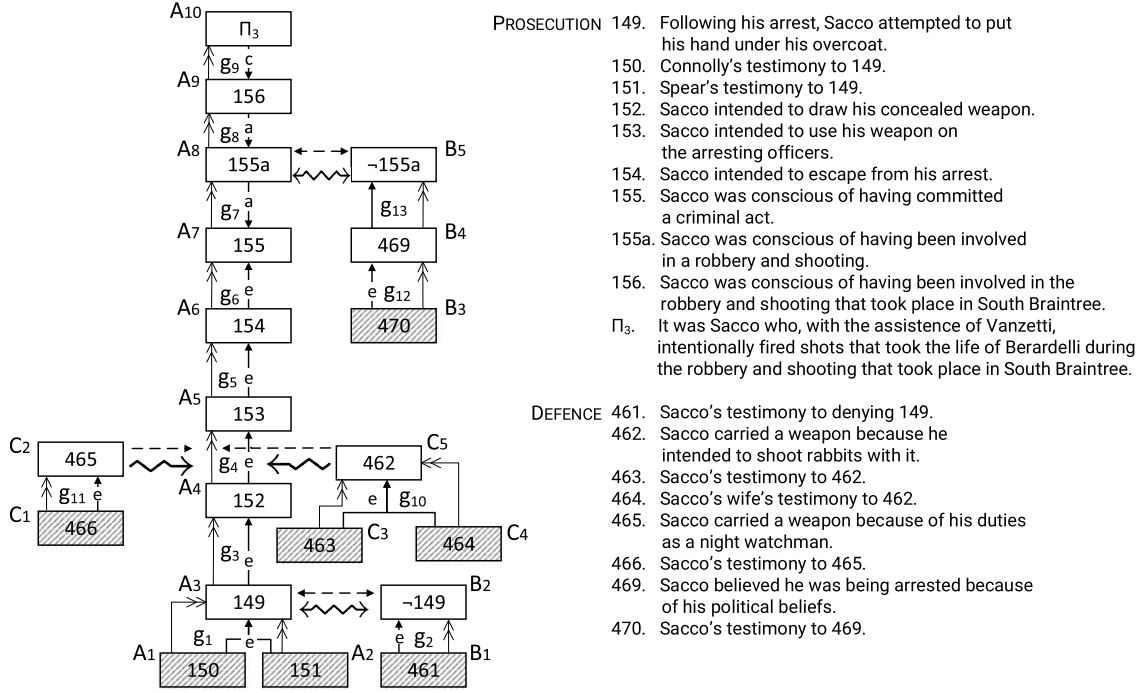 A10
Π3
g9 c
A9
156
g8 a
A8 155a ¬155a B5
g7 a g13
A7 155 469 B4
g6 e e g12
A6 154 470 B3
g5 e
A5 153
C2 465 g4 e 462 C5
g11 e A4 152 e g10
C1 466 463 C3 464 C4
g3 e
A3 149 ¬149 B2
g1 e e g2
A1 150 151 A2 461 B1
PROSECUTION 149. Following his arrest, Sacco attempted to put
his hand under his overcoat.
150. Connolly's testimony to 149.
151. Spear's testimony to 149.
152. Sacco intended to draw his concealed weapon.
153. Sacco intended to use his weapon on
the arresting officers.
154. Sacco intended to escape from his arrest.
155. Sacco was conscious of having committed
a criminal act.
155a. Sacco was conscious of having been involved
in a robbery and shooting.
156. Sacco was conscious of having been involved in the
robbery and shooting that took place in South Braintree.
Π3. It was Sacco who, with the assistence of Vanzetti,
intentionally fired shots that took the life of Berardelli during
the robbery and shooting that took place in South Braintree.
DEFENCE 461. Sacco's testimony to denying 149.
462. Sacco carried a weapon because he
intended to shoot rabbits with it.
463. Sacco's testimony to 462.
464. Sacco's wife's testimony to 462.
465. Sacco carried a weapon because of his duties
as a night watchman.
466. Sacco's testimony to 465.
469. Sacco believed he was being arrested because
of his political beliefs.
470. Sacco's testimony to 469.